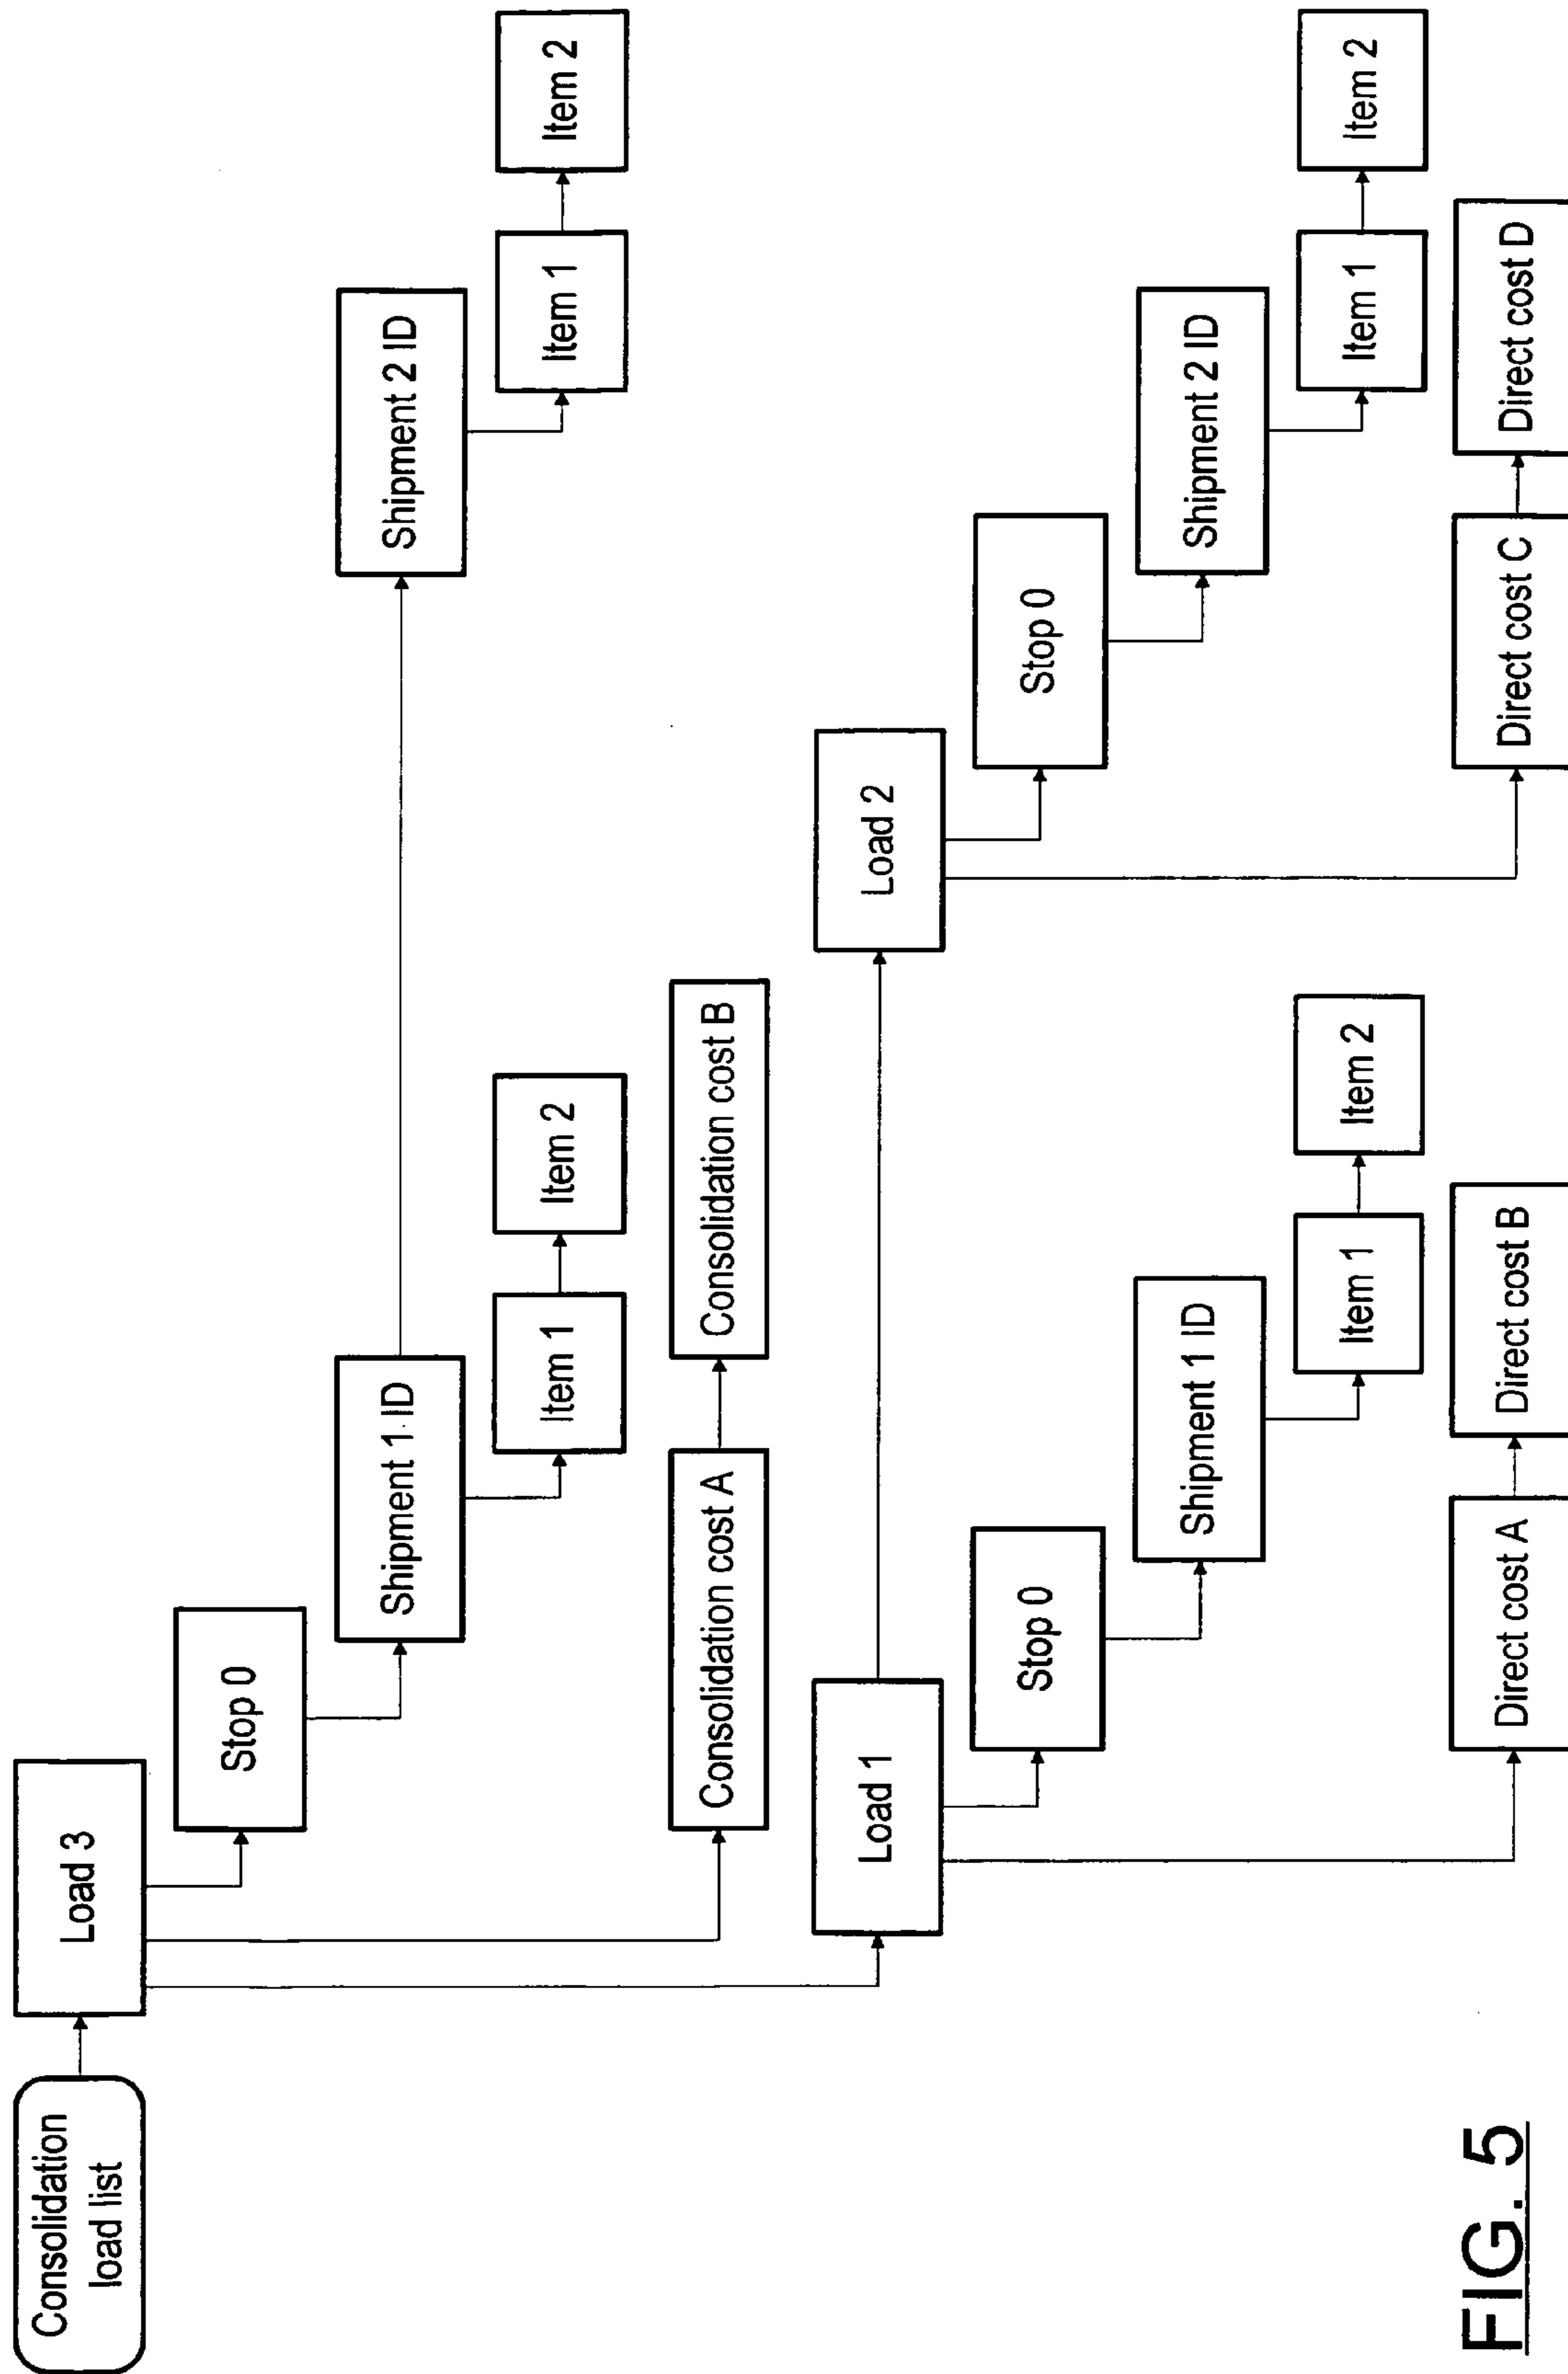 Consolidation
load list
Load 3
Stop 0
Shipment 1 ID
Shipment 2 ID
Item 1
Item 2
Item 1
Item 2
Consolidation cost A
Consolidation cost B
Load 1
Load 2
Stop 0
Stop 0
Shipment 1 ID
Shipment 2 ID
Item 1
Item 2
Item 1
Item 2
Direct cost A
Direct cost B
Direct cost C
Direct cost D
FIG. 5